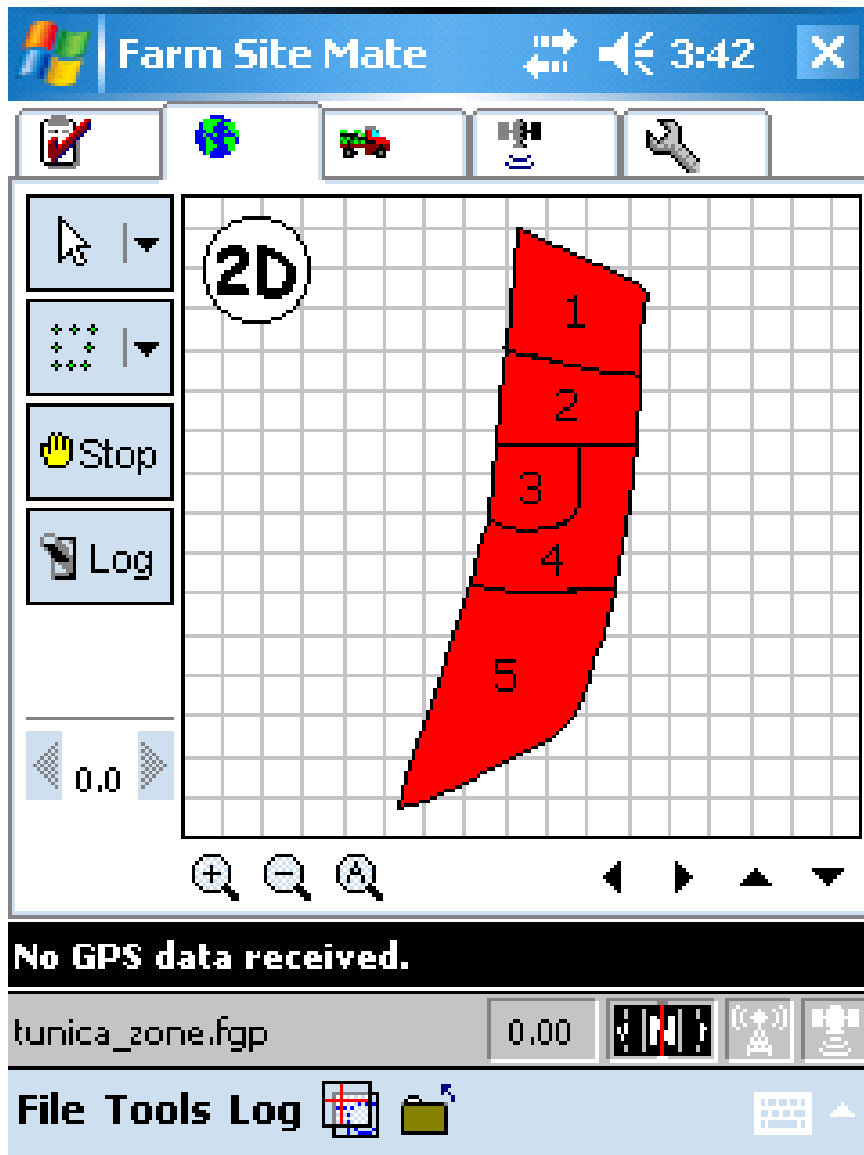 Farm Site Mate 3:42
2D
1
2
3
4
5
Stop
Log
0.0
A
No GPS data received.
tunica_zone.fgp 0.00 N
File Tools Log